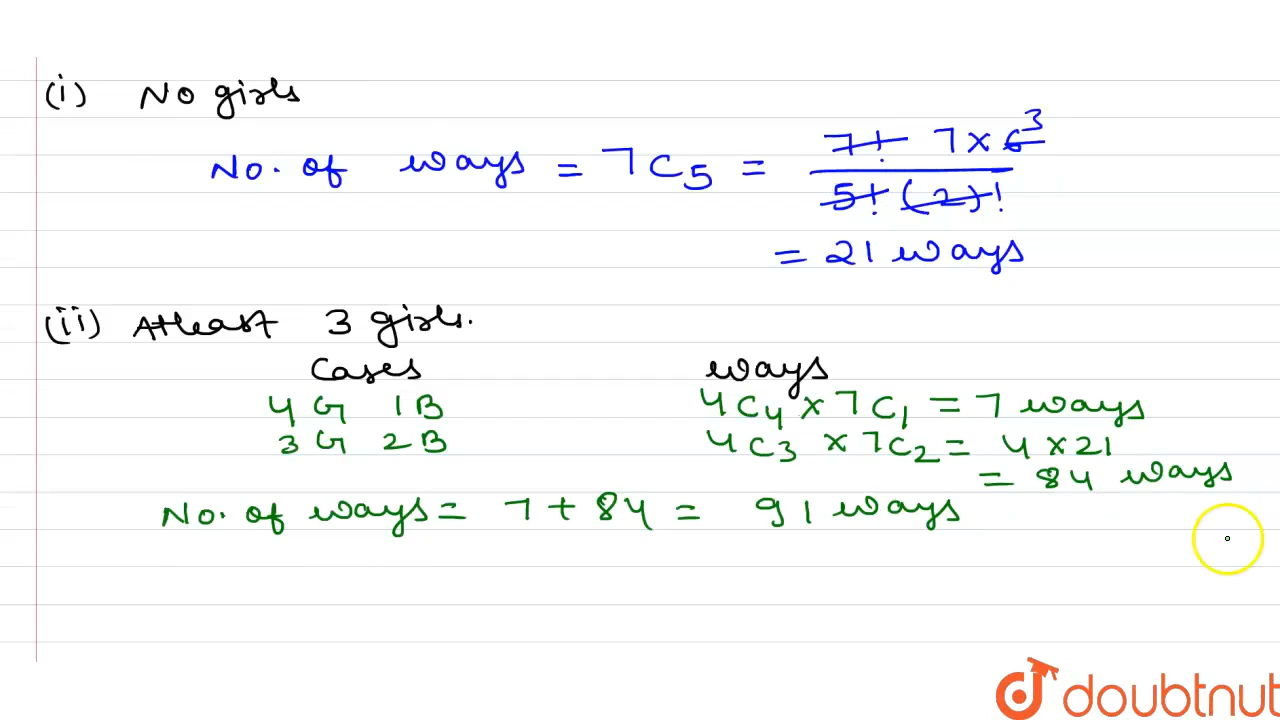 (i) No girls
No. of ways = 7C5 = 7! 7×6 3
5! (2)!
= 21 ways
(ii) Atleast 3 girls.
Cases ways
4 G 1B 4C4 × 7C1 = 7 ways
3 G 2B 4C3 × 7C2 = 4 × 21
= 84 ways
No. of ways = 7 + 84 = 91 ways
doubtnut